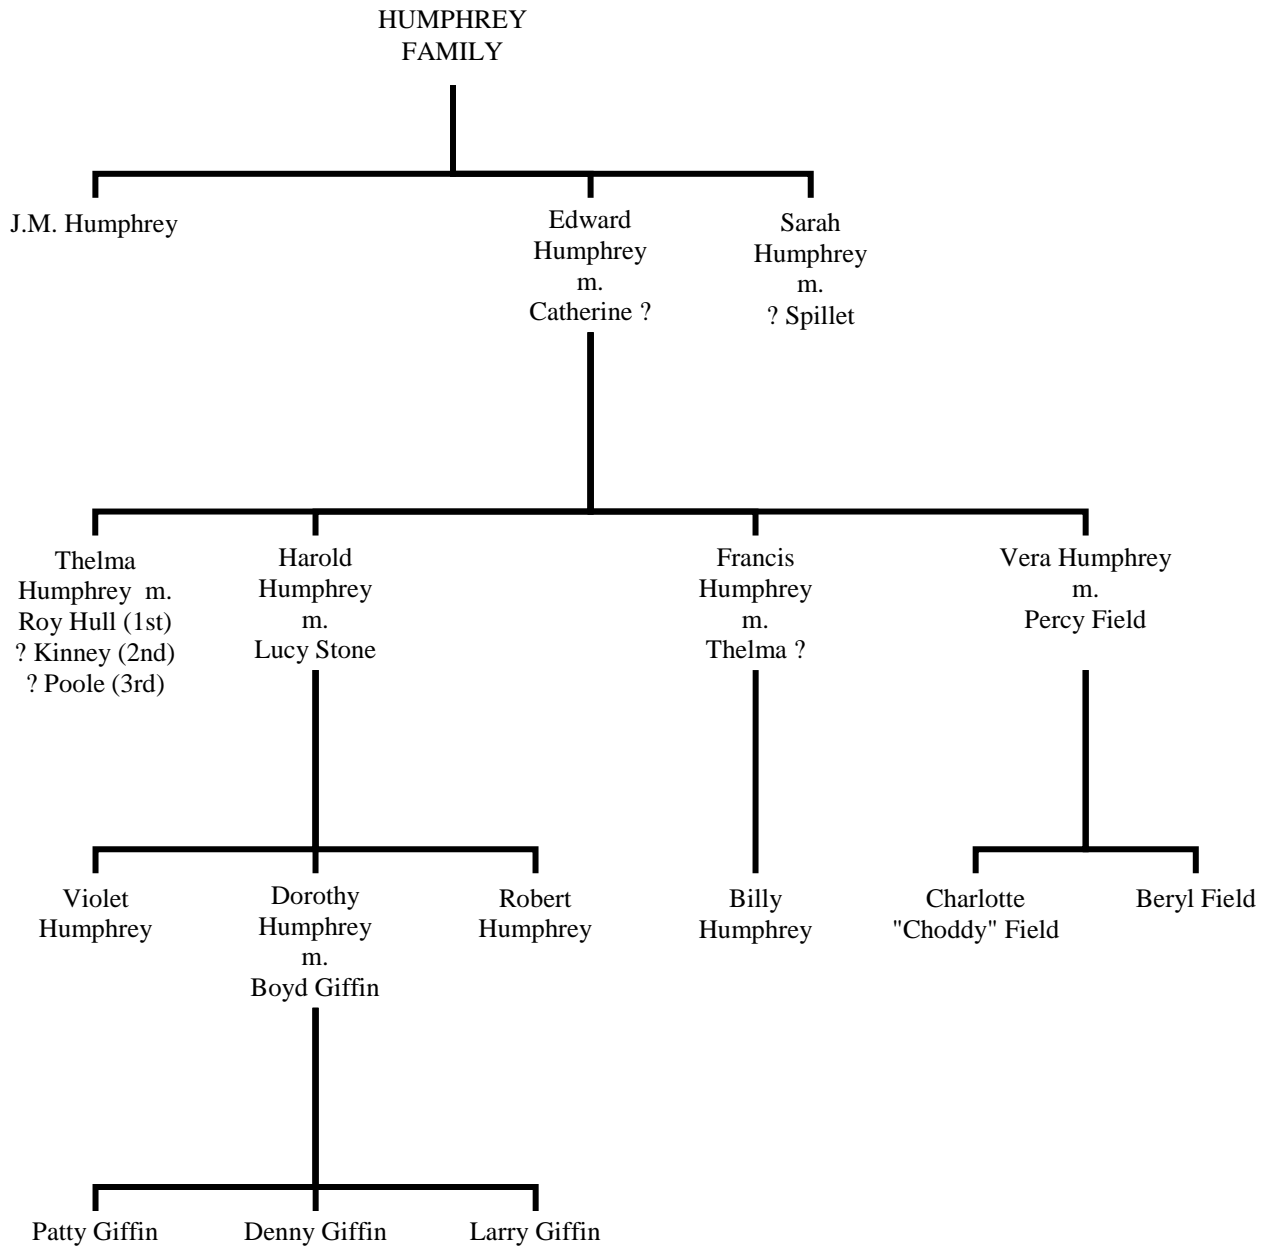 HUMPHREY
FAMILY
J.M. Humphrey
Edward
Humphrey
m.
Catherine ?
Sarah
Humphrey
m.
? Spillet
Thelma
Humphrey m.
Roy Hull (1st)
? Kinney (2nd)
? Poole (3rd)
Harold
Humphrey
m.
Lucy Stone
Francis
Humphrey
m.
Thelma ?
Vera Humphrey
m.
Percy Field
Violet
Humphrey
Dorothy
Humphrey
m.
Boyd Giffin
Robert
Humphrey
Billy
Humphrey
Charlotte
"Choddy" Field
Beryl Field
Patty Giffin
Denny Giffin
Larry Giffin